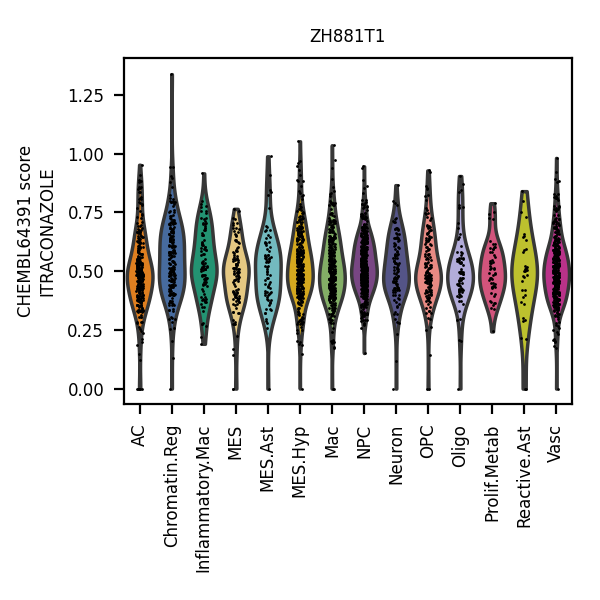 ZH881T1
CHEMBL64391 score
ITRACONAZOLE
1.25
1.00
0.75
0.50
0.25
0.00
AC
Chromatin.Reg
Inflammatory.Mac
MES
MES.Ast
MES.Hyp
Mac
NPC
Neuron
OPC
Oligo
Prolif.Metab
Reactive.Ast
Vasc